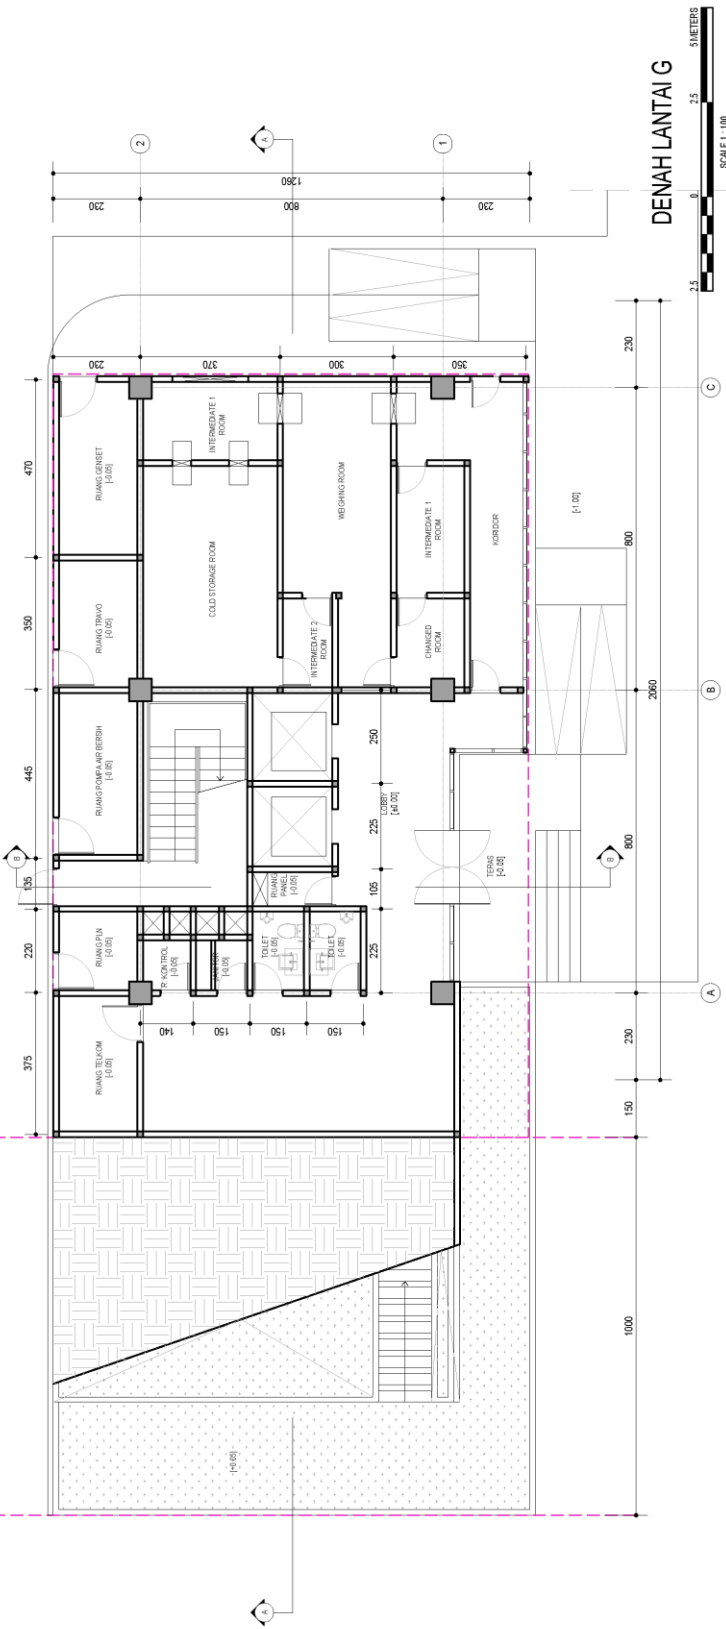 DENAH LANTAI G
2.5
0
2.5
5 METERS
SCALE 1 : 100
2
A
1
1260
230
800
230
230
370
300
350
230
C
470
RUANG GENSET
[-0.05]
INTERMEDIATE 1
ROOM
WEIGHING ROOM
INTERMEDIATE 1
ROOM
KORIDOR
[-1.00]
800
350
RUANG TRAVO
[-0.05]
COLD STORAGE ROOM
INTERMEDIATE 2
ROOM
CHANGED
ROOM
B
2060
445
RUANG POMPA AIR BERSIH
[-0.05]
250
225
LOBBY
[±0.00]
800
B
135
RUANG
PANEL
[-0.05]
105
TERAS
[-0.05]
B
220
RUANG PLN
[-0.05]
R. KONTROL
[-0.05]
TOILET
[-0.05]
TOILET
[-0.05]
225
A
140
150
150
150
375
RUANG TELKOM
[-0.05]
230
150
1000
[+0.05]
A